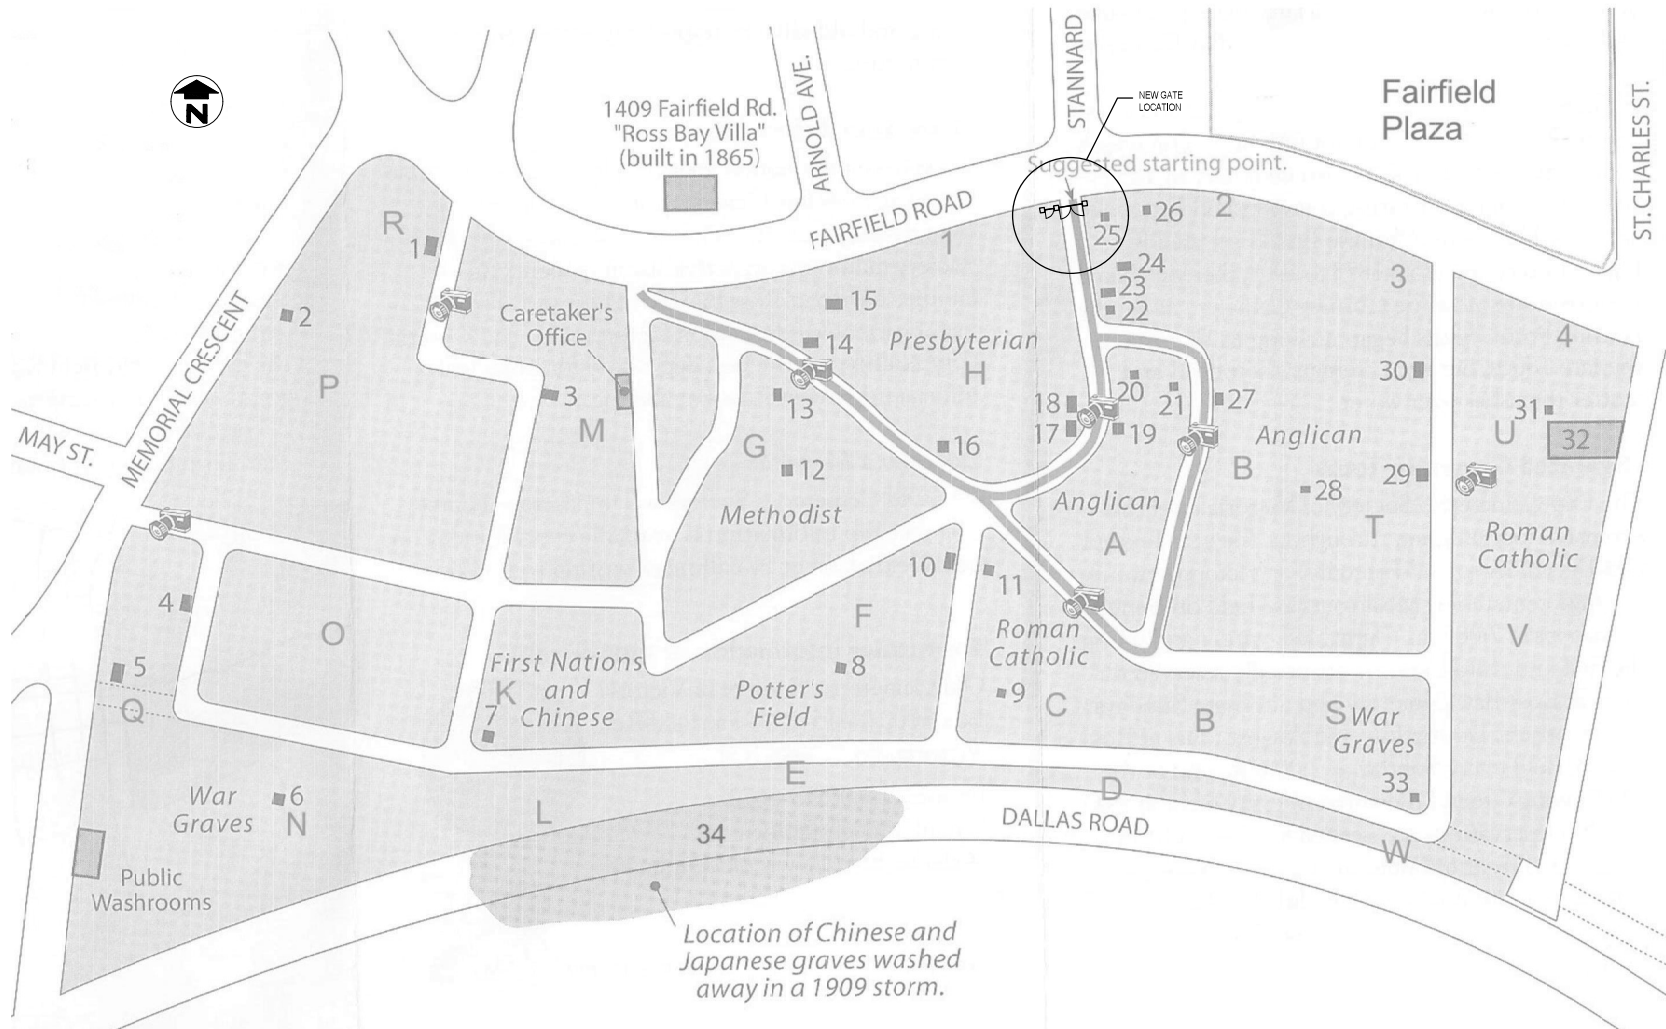 N
STANNARD
ARNOLD AVE.
NEW GATE
LOCATION
Fairfield
Plaza
ST. CHARLES ST.
1409 Fairfield Rd.
"Ross Bay Villa"
(built in 1865)
Suggested starting point.
FAIRFIELD ROAD
MEMORIAL CRESCENT
MAY ST.
R
1
2
P
Caretaker's
Office
3
M
1
15
14
13
G
12
Methodist
Presbyterian
H
16
25
26
2
24
23
22
3
4
18
17
20
21
19
27
Anglican
B
28
30
29
T
31
U
32
Roman
Catholic
V
Anglican
A
10
11
F
8
Potter's
Field
Roman
Catholic
9
C
B
S War
Graves
33
4
5
O
Q
First Nations
K and
Chinese
7
War
Graves
6
N
Public
Washrooms
L
E
D
W
DALLAS ROAD
34
Location of Chinese and
Japanese graves washed
away in a 1909 storm.